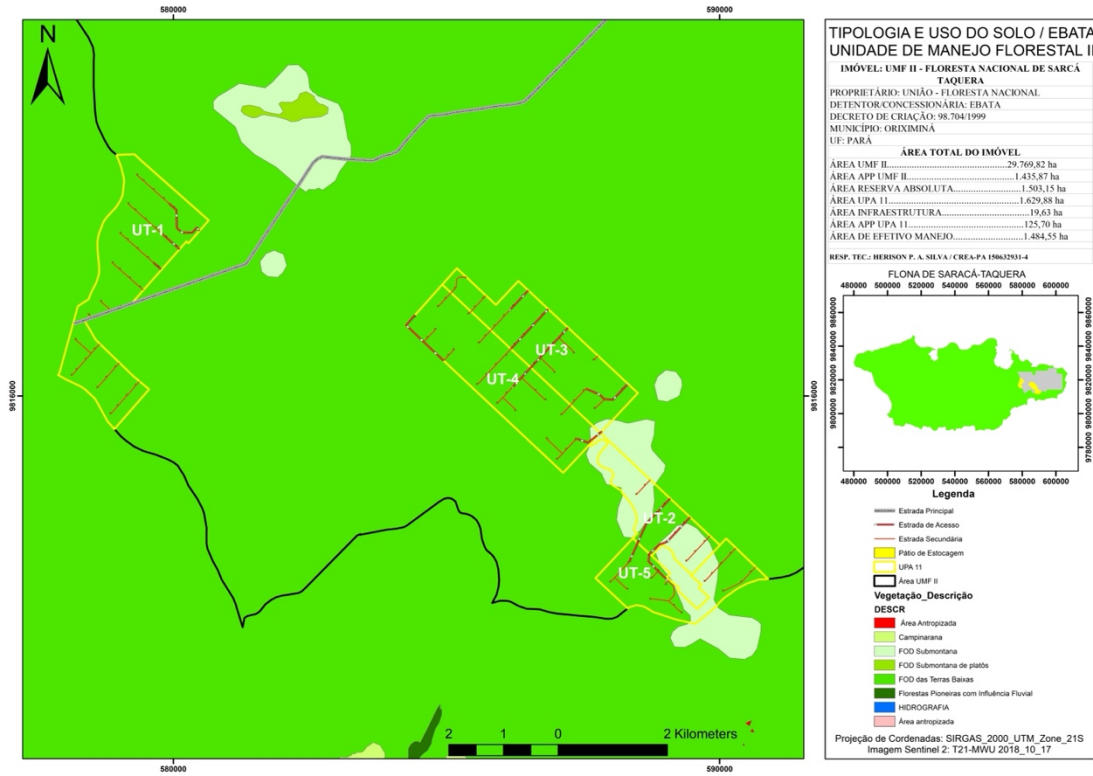 580000
590000
N
UT-1
UT-3
UT-4
UT-2
UT-5
9816000
9816000
2 1 0 2 Kilometers
580000
590000
TIPOLOGIA E USO DO SOLO / EBATA
UNIDADE DE MANEJO FLORESTAL II
IMÓVEL: UMF II - FLORESTA NACIONAL DE SARCÁ
TAQUERA
PROPRIETÁRIO: UNIÃO - FLORESTA NACIONAL
DETENTOR/CONCESSIONÁRIA: EBATA
DECRETO DE CRIAÇÃO: 98.704/1999
MUNICÍPIO: ORIXIMINÁ
UF: PARÁ
ÁREA TOTAL DO IMÓVEL
ÁREA UMF II...............................................29.769,82 ha
ÁREA APP UMF II..........................................1.435,87 ha
ÁREA RESERVA ABSOLUTA.........................1.503,15 ha
ÁREA UPA 11................................................1.629,88 ha
ÁREA INFRAESTRUTURA..................................19,63 ha
ÁREA APP UPA 11............................................125,70 ha
ÁREA DE EFETIVO MANEJO.........................1.484,55 ha
RESP. TEC.: HERISON P. A. SILVA / CREA-PA 150632931-4
FLONA DE SARACÁ-TAQUERA
480000 500000 520000 540000 560000 580000 600000
9860000
9840000
9820000
9800000
9780000
480000 500000 520000 540000 560000 580000 600000
Legenda
Estrada Principal
Estrada de Acesso
Estrada Secundária
Pátio de Estocagem
UPA 11
Área UMF II
Vegetação_Descrição
DESCR
Área Antropizada
Campinarana
FOD Submontana
FOD Submontana de platôs
FOD das Terras Baixas
Florestas Pioneiras com Influência Fluvial
HIDROGRAFIA
Área antropizada
Projeção de Cordenadas: SIRGAS_2000_UTM_Zone_21S
Imagem Sentinel 2: T21-MWU 2018_10_17